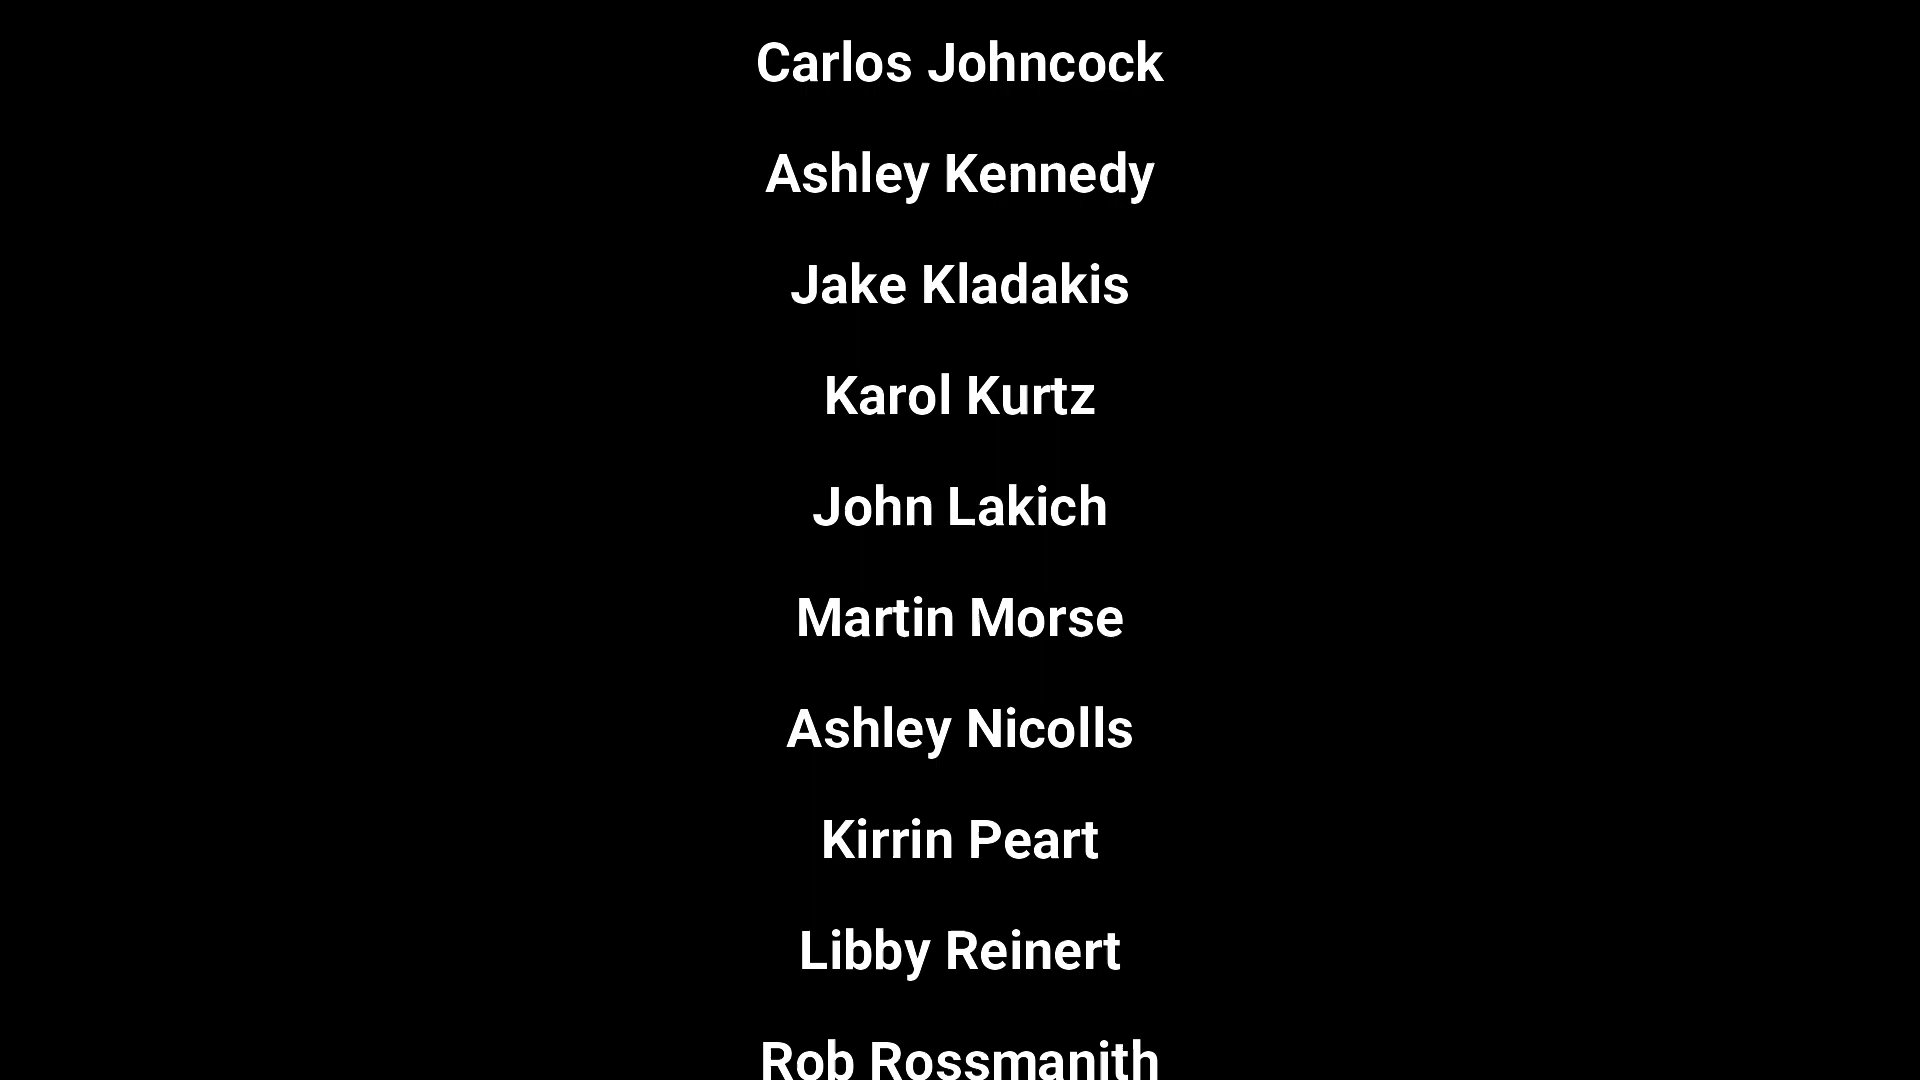 Carlos Johncock
Ashley Kennedy
Jake Kladakis
Karol Kurtz
John Lakich
Martin Morse
Ashley Nicolls
Kirrin Peart
Libby Reinert
Rob Rossmanith